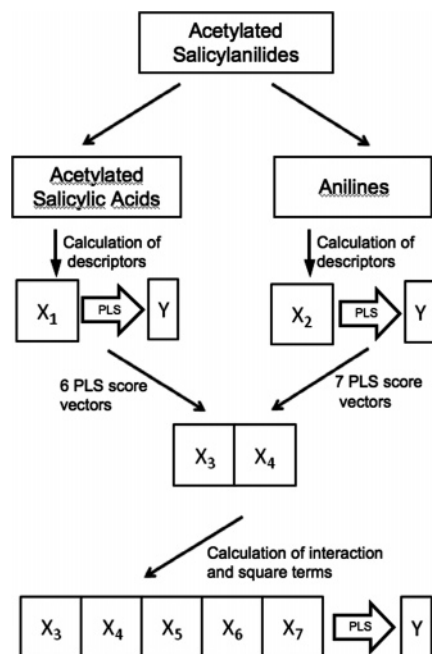 Acetylated
Salicylanilides
Acetylated
Salicylic Acids
Anilines
Calculation of
descriptors
Calculation of
descriptors
X1 PLS Y
X2 PLS Y
6 PLS score
vectors
7 PLS score
vectors
X3 X4
Calculation of interaction
and square terms
X3 X4 X5 X6 X7 PLS Y